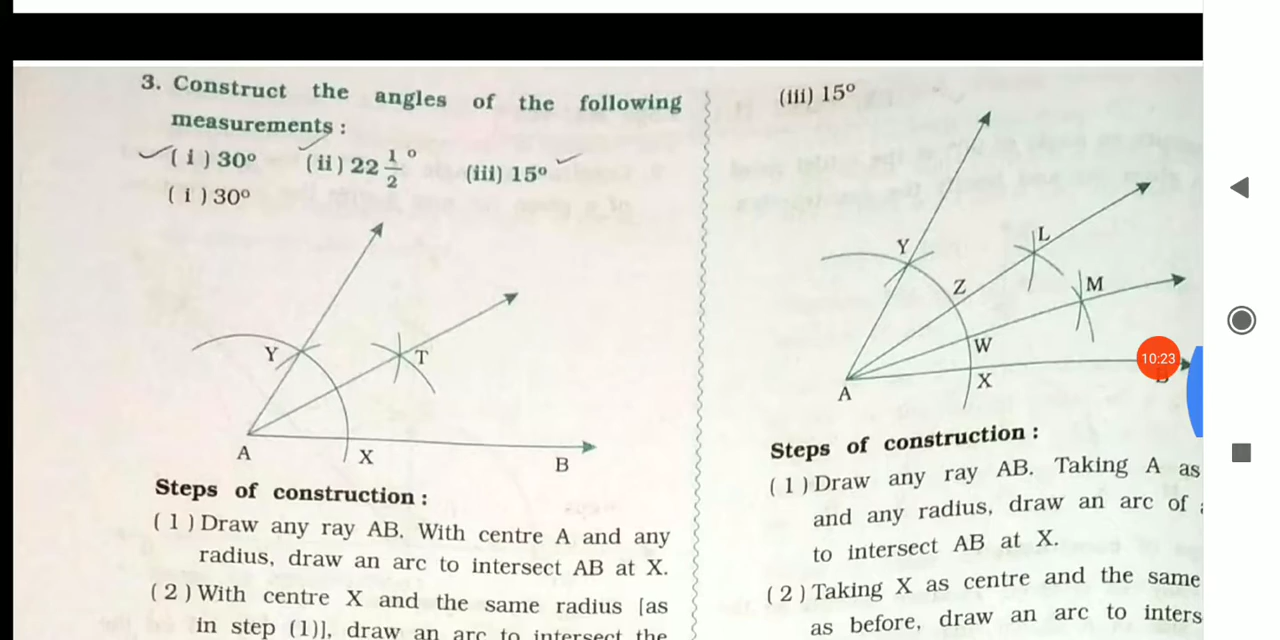 3. Construct the angles of the following
measurements :
( i ) 30° (ii) 22 1/2° (iii) 15°
( i ) 30°
Y
T
A
X
B
Steps of construction :
( 1 ) Draw any ray AB. With centre A and any
radius, draw an arc to intersect AB at X.
( 2 ) With centre X and the same radius [as
in step (1)], draw an arc to intersect the
(iii) 15°
Y
L
Z
M
W
X
A
10:23
Steps of construction :
( 1 ) Draw any ray AB. Taking A as
and any radius, draw an arc of
to intersect AB at X.
( 2 ) Taking X as centre and the same
as before, draw an arc to inters